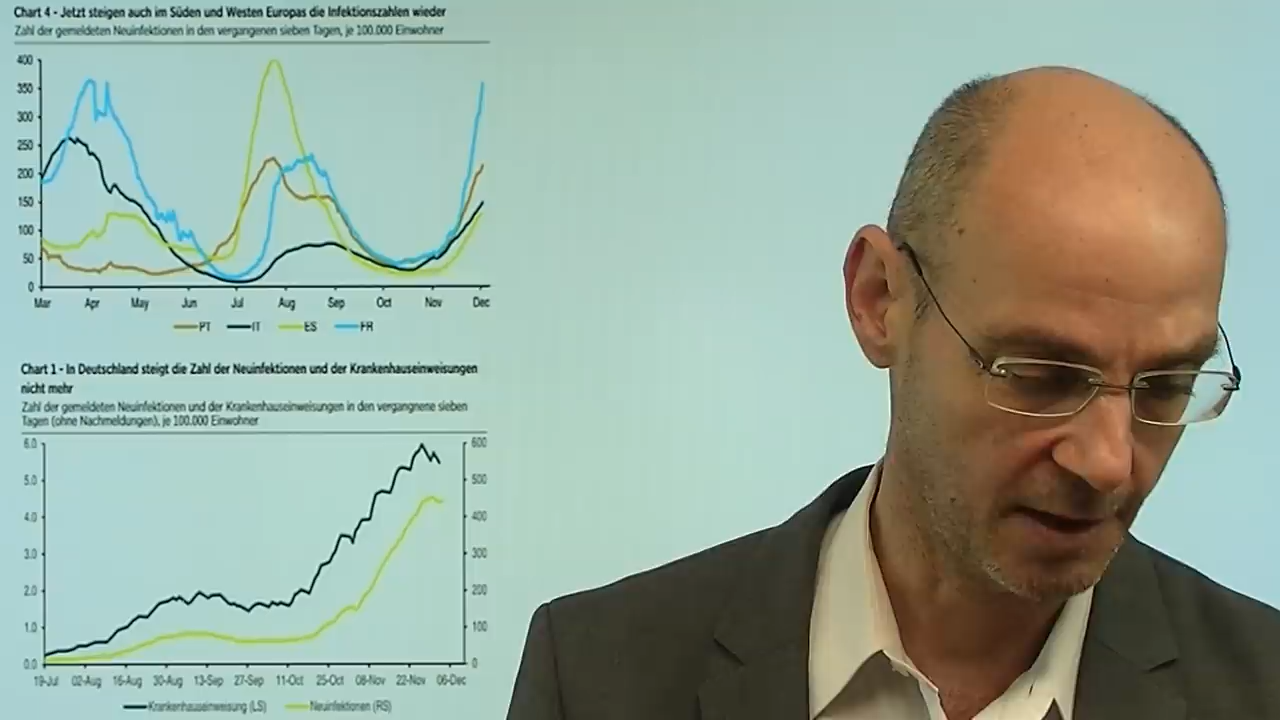 Chart 4 - Jetzt steigen auch im Süden und Westen Europas die Infektionszahlen wieder
Zahl der gemeldeten Neuinfektionen in den vergangenen sieben Tagen, je 100.000 Einwohner
400
350
300
250
200
150
100
50
0
Mar Apr May Jun Jul Aug Sep Oct Nov Dec
PT IT ES FR
Chart 1 - In Deutschland steigt die Zahl der Neuinfektionen und der Krankenhauseinweisungen
nicht mehr
Zahl der gemeldeten Neuinfektionen und der Krankenhauseinweisungen in den vergangnene sieben
Tagen (ohne Nachmeldungen), je 100.000 Einwohner
6.0 600
5.0 500
4.0 400
3.0 300
2.0 200
1.0 100
0.0 0
19-Jul 02-Aug 16-Aug 30-Aug 13-Sep 27-Sep 11-Oct 25-Oct 08-Nov 22-Nov 06-Dec
Krankenhauseinweisung (LS) Neuinfektionen (RS)